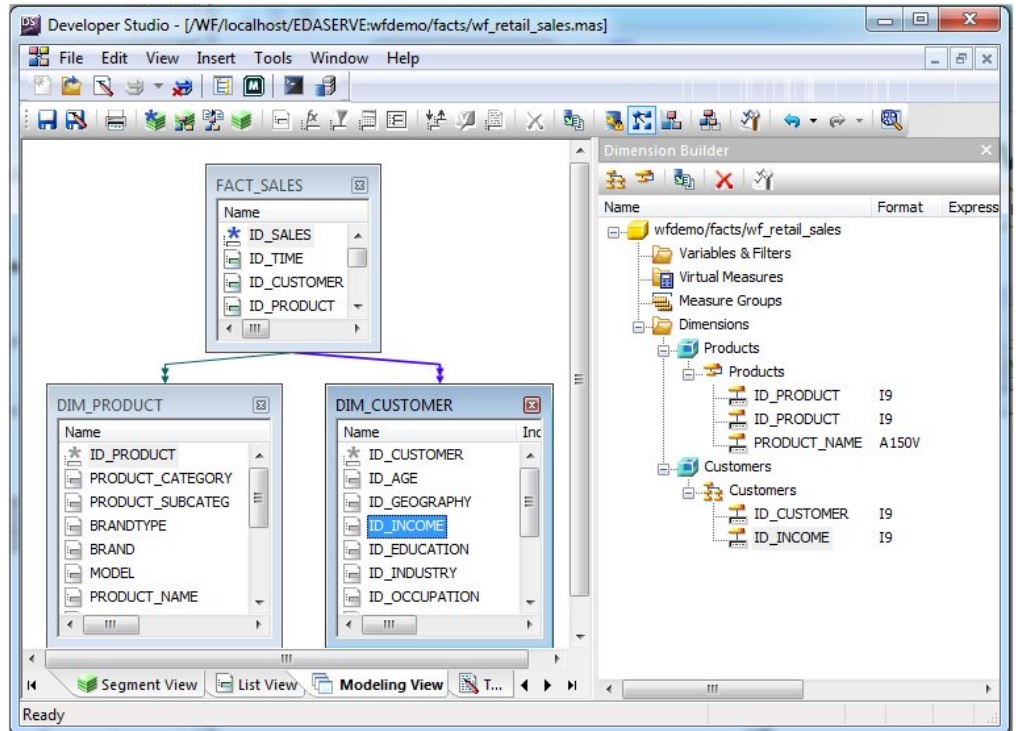 Developer Studio - [/WF/localhost/EDASERVE:wfdemo/facts/wf_retail_sales.mas]
File Edit View Insert Tools Window Help
FACT_SALES
Name
ID_SALES
ID_TIME
ID_CUSTOMER
ID_PRODUCT
DIM_PRODUCT
Name
ID_PRODUCT
PRODUCT_CATEGORY
PRODUCT_SUBCATEG
BRANDTYPE
BRAND
MODEL
PRODUCT_NAME
DIM_CUSTOMER
Name Inc
ID_CUSTOMER
ID_AGE
ID_GEOGRAPHY
ID_INCOME
ID_EDUCATION
ID_INDUSTRY
ID_OCCUPATION
Segment View List View Modeling View T...
Dimension Builder
Name Format Express
wfdemo/facts/wf_retail_sales
Variables & Filters
Virtual Measures
Measure Groups
Dimensions
Products
Products
ID_PRODUCT I9
ID_PRODUCT I9
PRODUCT_NAME A150V
Customers
Customers
ID_CUSTOMER I9
ID_INCOME I9
Ready